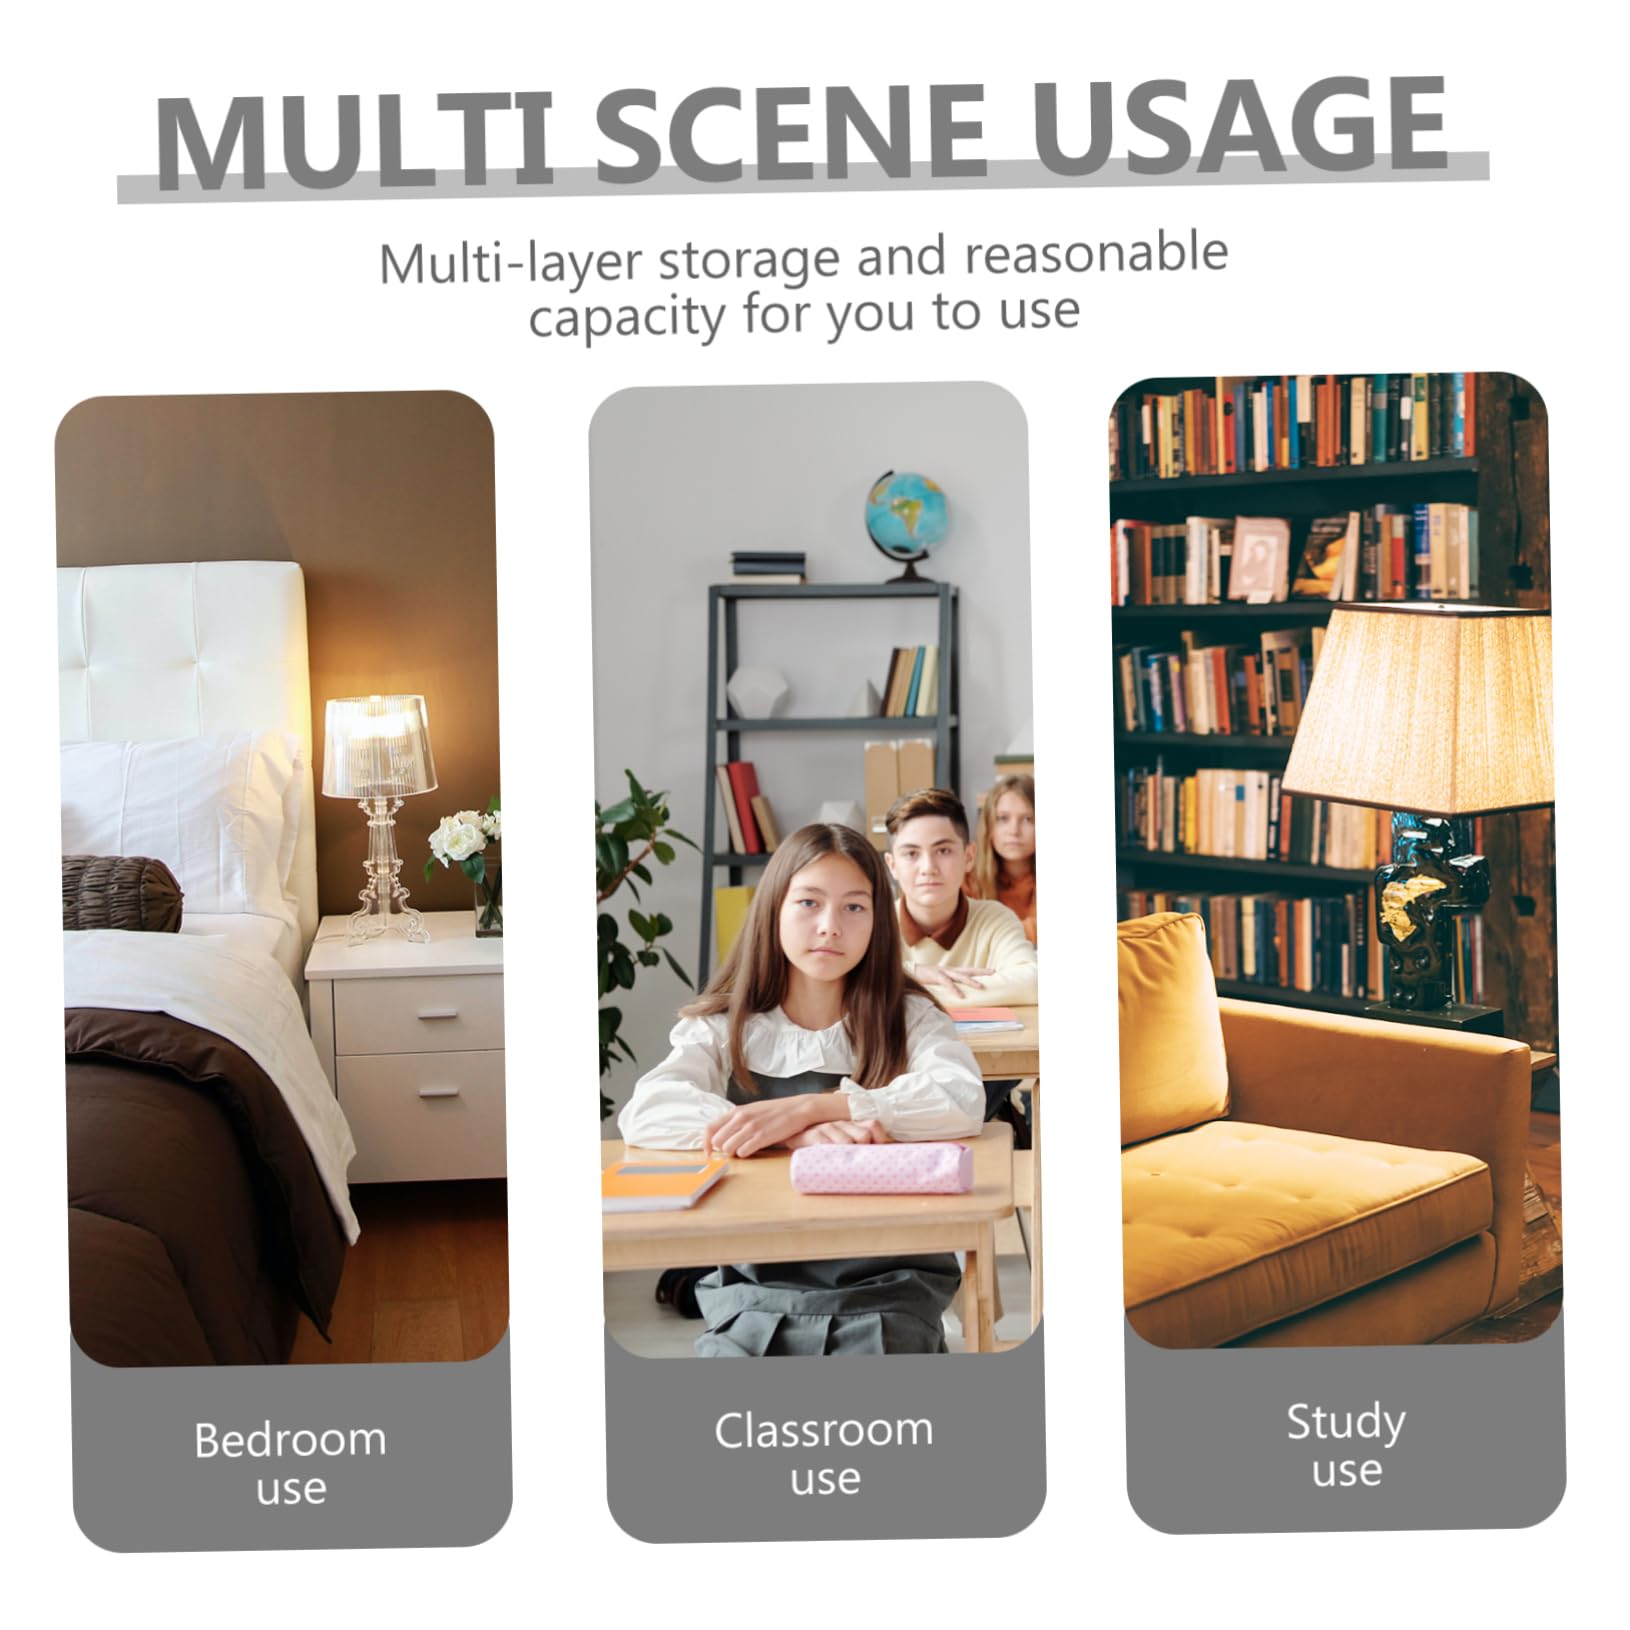 MULTI SCENE USAGE
Multi-layer storage and reasonable
capacity for you to use
Bedroom
use
Classroom
use
Study
use